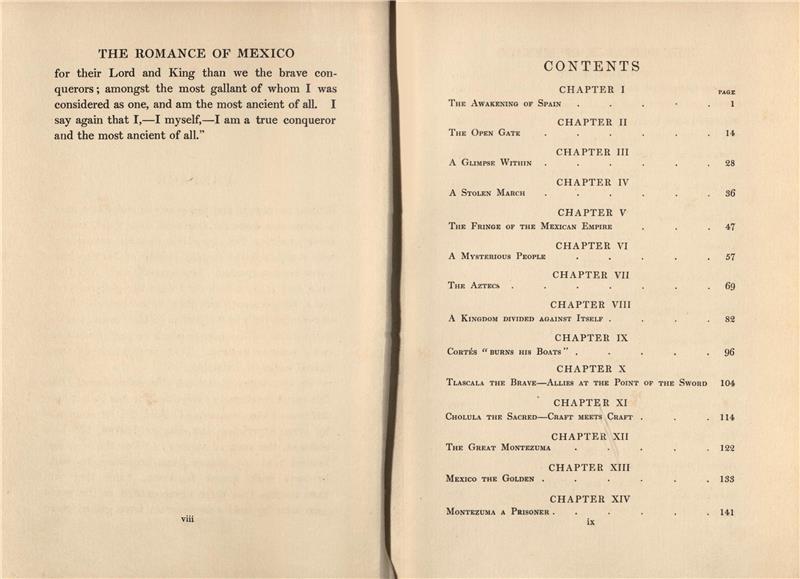 THE ROMANCE OF MEXICO
for their Lord and King than we the brave con-
querors; amongst the most gallant of whom I was
considered as one, and am the most ancient of all. I
say again that I,—I myself,—I am a true conqueror
and the most ancient of all.”
viii
CONTENTS
CHAPTER I
PAGE
The Awakening of Spain . . . . . 1
CHAPTER II
The Open Gate . . . . . . 14
CHAPTER III
A Glimpse Within . . . . . . 28
CHAPTER IV
A Stolen March . . . . . . 36
CHAPTER V
The Fringe of the Mexican Empire . . . 47
CHAPTER VI
A Mysterious People . . . . . 57
CHAPTER VII
The Aztecs . . . . . . . 69
CHAPTER VIII
A Kingdom divided against Itself . . . . 82
CHAPTER IX
Cortés “burns his Boats” . . . . . 96
CHAPTER X
Tlascala the Brave—Allies at the Point of the Sword 104
CHAPTER XI
Cholula the Sacred—Craft meets Craft . . . 114
CHAPTER XII
The Great Montezuma . . . . . 122
CHAPTER XIII
Mexico the Golden . . . . . . 133
CHAPTER XIV
Montezuma a Prisoner . . . . . . 141
ix